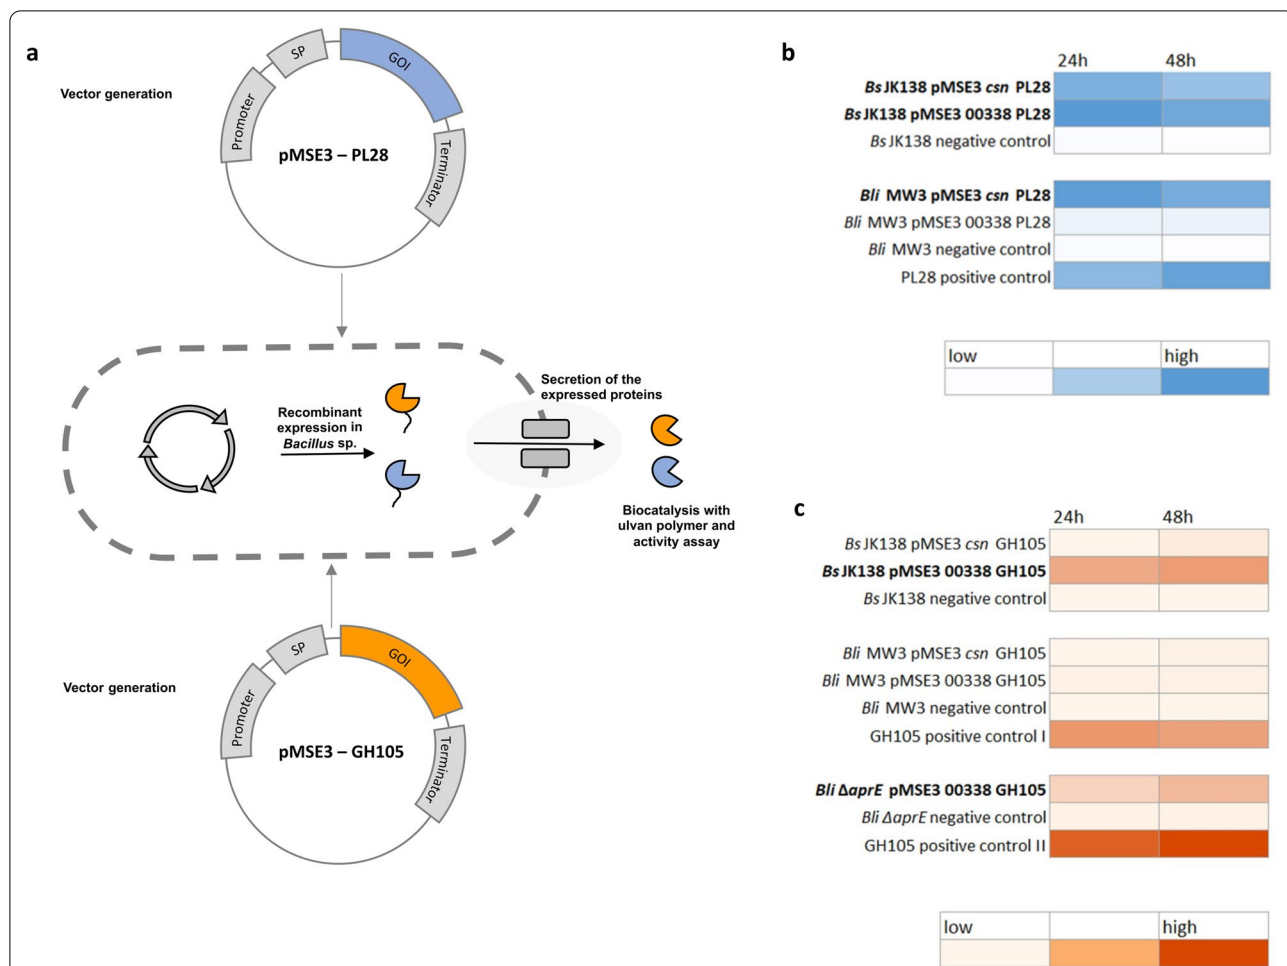 a
Vector generation
SP
GOI
Promoter
Terminator
pMSE3 – PL28
Recombinant
expression in
Bacillus sp.
Secretion of the
expressed proteins
Biocatalysis with
ulvan polymer and
activity assay
Vector generation
SP
GOI
Promoter
Terminator
pMSE3 – GH105
b
24h 48h
Bs JK138 pMSE3 csn PL28
Bs JK138 pMSE3 00338 PL28
Bs JK138 negative control
Bli MW3 pMSE3 csn PL28
Bli MW3 pMSE3 00338 PL28
Bli MW3 negative control
PL28 positive control
low high
c
24h 48h
Bs JK138 pMSE3 csn GH105
Bs JK138 pMSE3 00338 GH105
Bs JK138 negative control
Bli MW3 pMSE3 csn GH105
Bli MW3 pMSE3 00338 GH105
Bli MW3 negative control
GH105 positive control I
Bli ΔaprE pMSE3 00338 GH105
Bli ΔaprE negative control
GH105 positive control II
low high